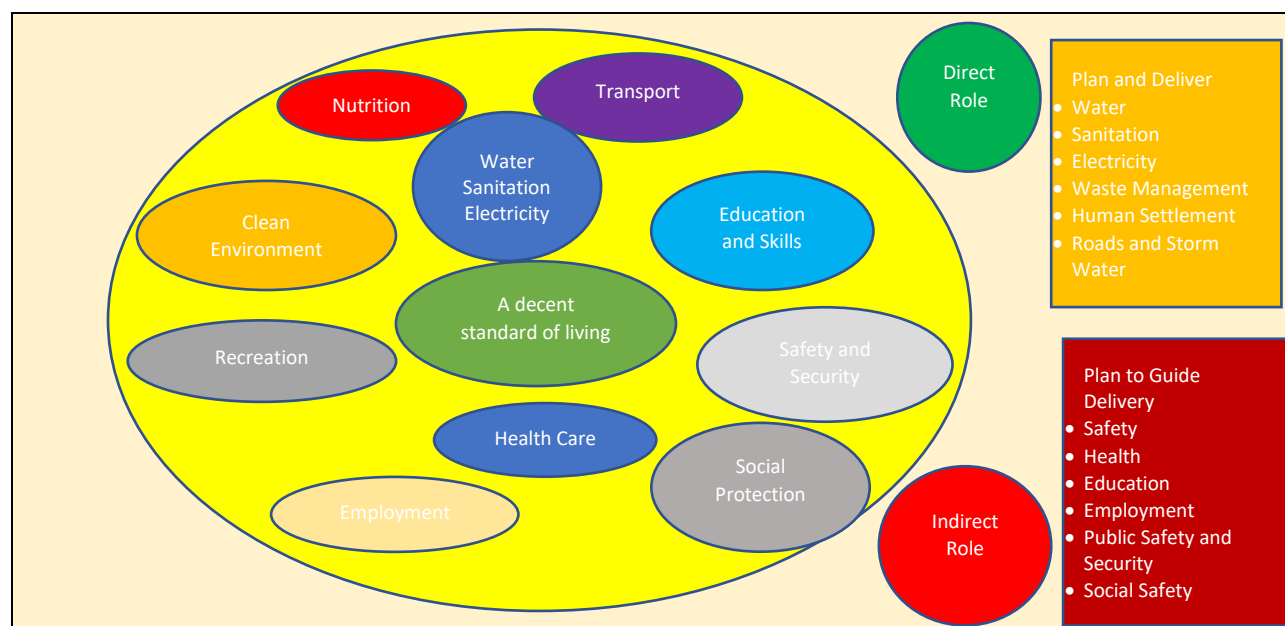 Nutrition
Transport
Water
Sanitation
Electricity
Clean
Environment
Education
and Skills
A decent
standard of living
Recreation
Safety and
Security
Health Care
Social
Protection
Employment
Direct
Role
Plan and Deliver
• Water
• Sanitation
• Electricity
• Waste Management
• Human Settlement
• Roads and Storm
Water
Indirect
Role
Plan to Guide
Delivery
• Safety
• Health
• Education
• Employment
• Public Safety and
Security
• Social Safety